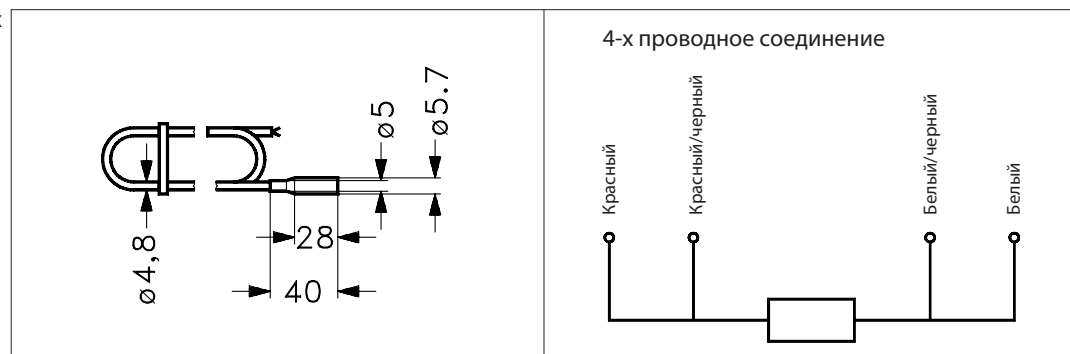 х
ø5
ø5.7
ø4,8
28
40
4-х проводное соединение
Красный
Красный/черный
Белый/черный
Белый